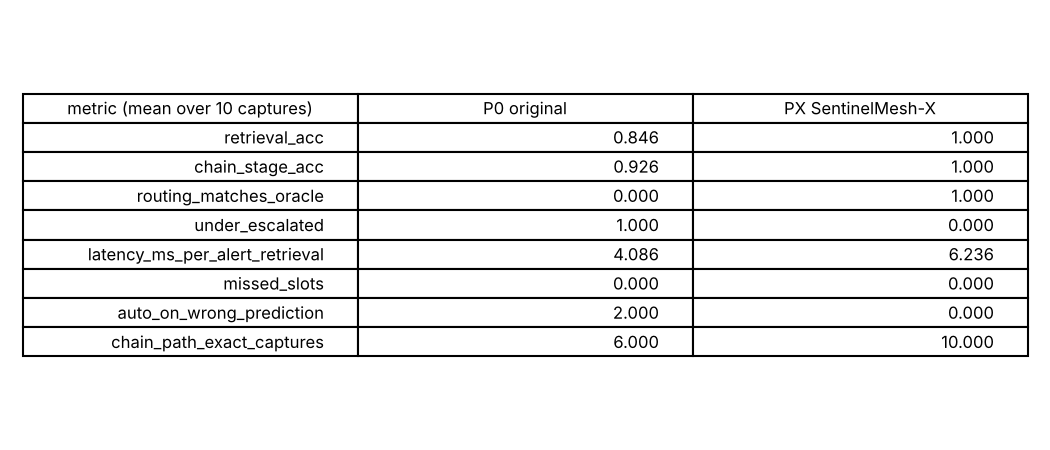 metric (mean over 10 captures) P0 original PX SentinelMesh-X
retrieval_acc 0.846 1.000
chain_stage_acc 0.926 1.000
routing_matches_oracle 0.000 1.000
under_escalated 1.000 0.000
latency_ms_per_alert_retrieval 4.086 6.236
missed_slots 0.000 0.000
auto_on_wrong_prediction 2.000 0.000
chain_path_exact_captures 6.000 10.000